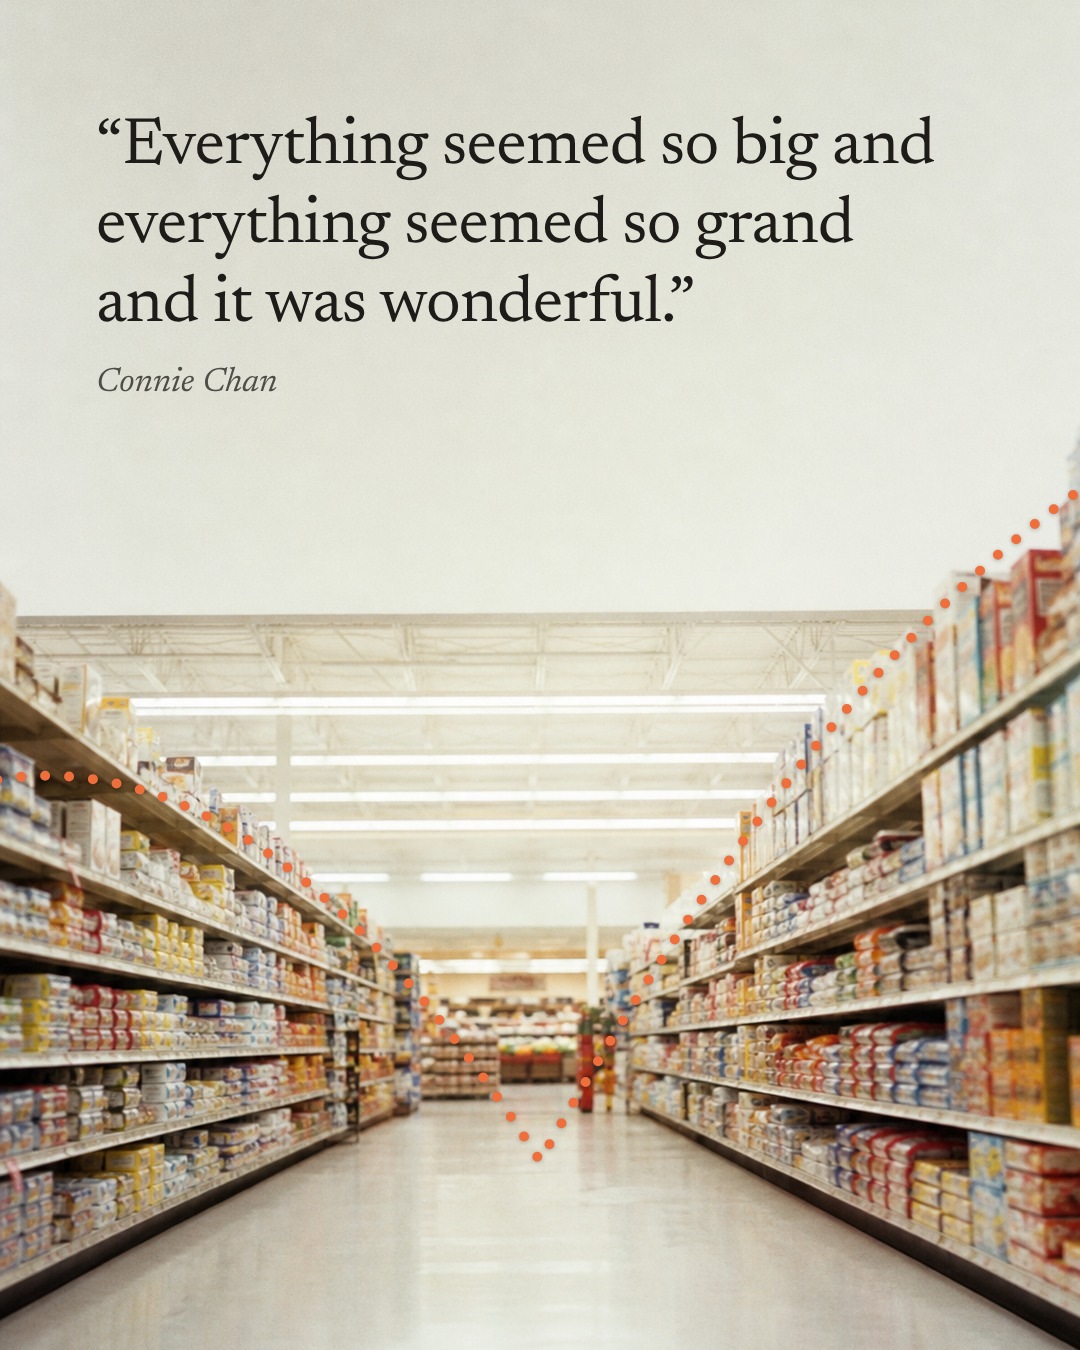 “Everything seemed so big and
everything seemed so grand
and it was wonderful.”
Connie Chan